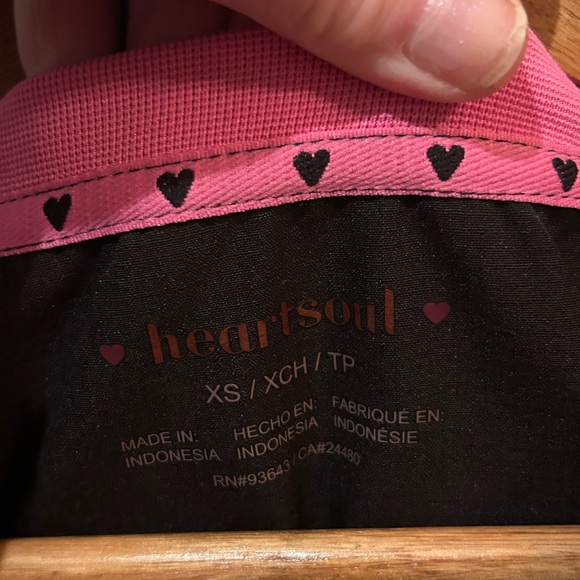 heartsoul
XS / XCH / TP
MADE IN: HECHO EN: FABRIQUÉ EN:
INDONESIA INDONESIA INDONÉSIE
RN#93643 / CA#24480